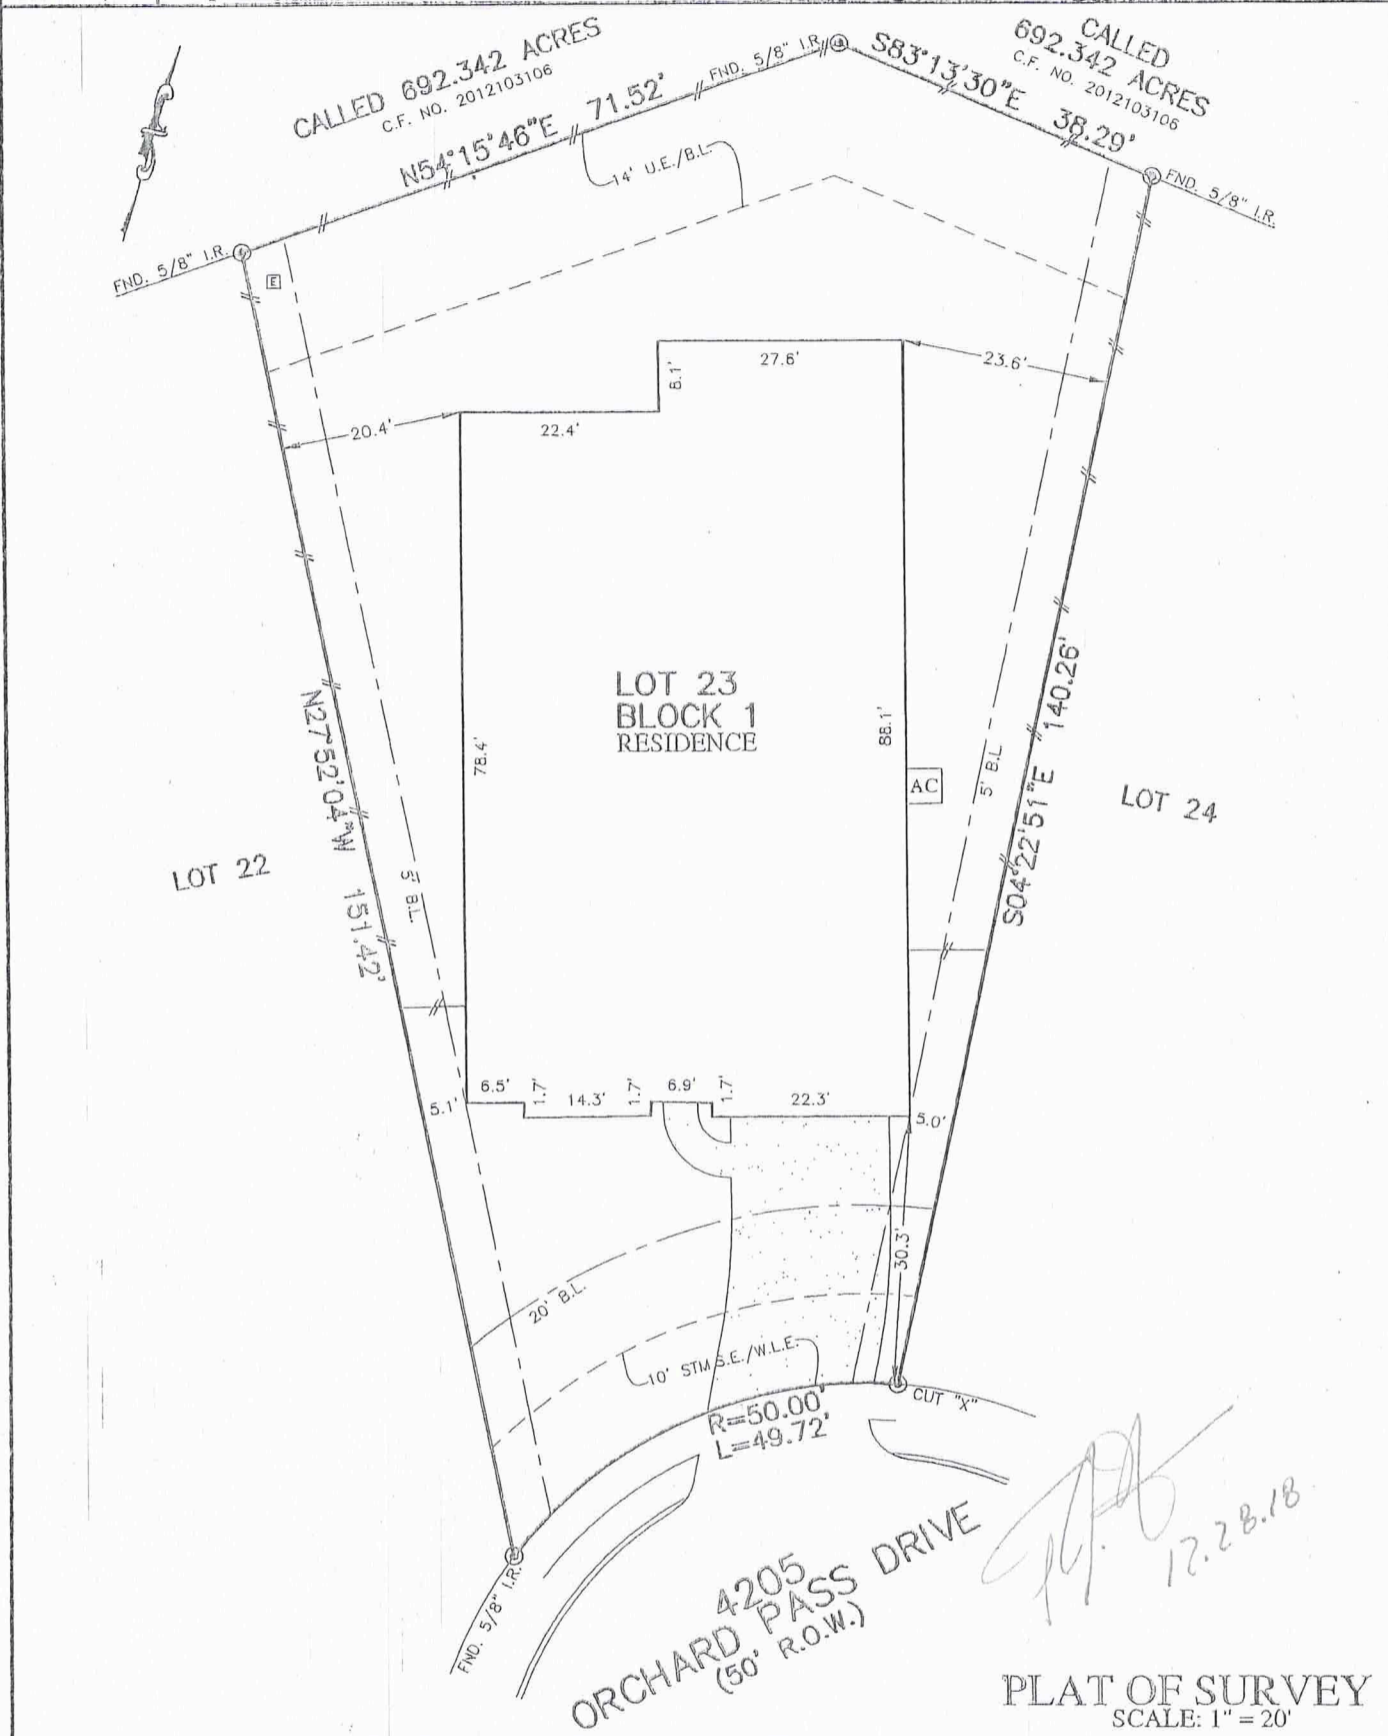 CALLED 692.342 ACRES
C.F. NO. 2012103106
N54°15'46"E 71.52'
FND. 5/8" I.R.
CALLED
692.342 ACRES
C.F. NO. 2012103106
S83°13'30"E 38.29'
FND. 5/8" I.R.
FND. 5/8" I.R.
14' U.E./B.L.
E
27.6'
8.1'
23.6'
20.4'
22.4'
LOT 23
BLOCK 1
RESIDENCE
78.4'
88.1'
AC
5' B.L.
S04°22'51"E 140.26'
LOT 24
N27°52'04"W 151.42'
5' B.L.
LOT 22
6.5'
1.7'
14.3'
1.7'
6.9'
1.7'
22.3'
5.1'
5.0'
30.3'
20' B.L.
10' STM S.E./W.L.E.
R=50.00'
L=49.72'
CUT "X"
FND. 5/8" I.R.
4205
ORCHARD PASS DRIVE
(50' R.O.W.)
12.28.18
PLAT OF SURVEY
SCALE: 1" = 20'